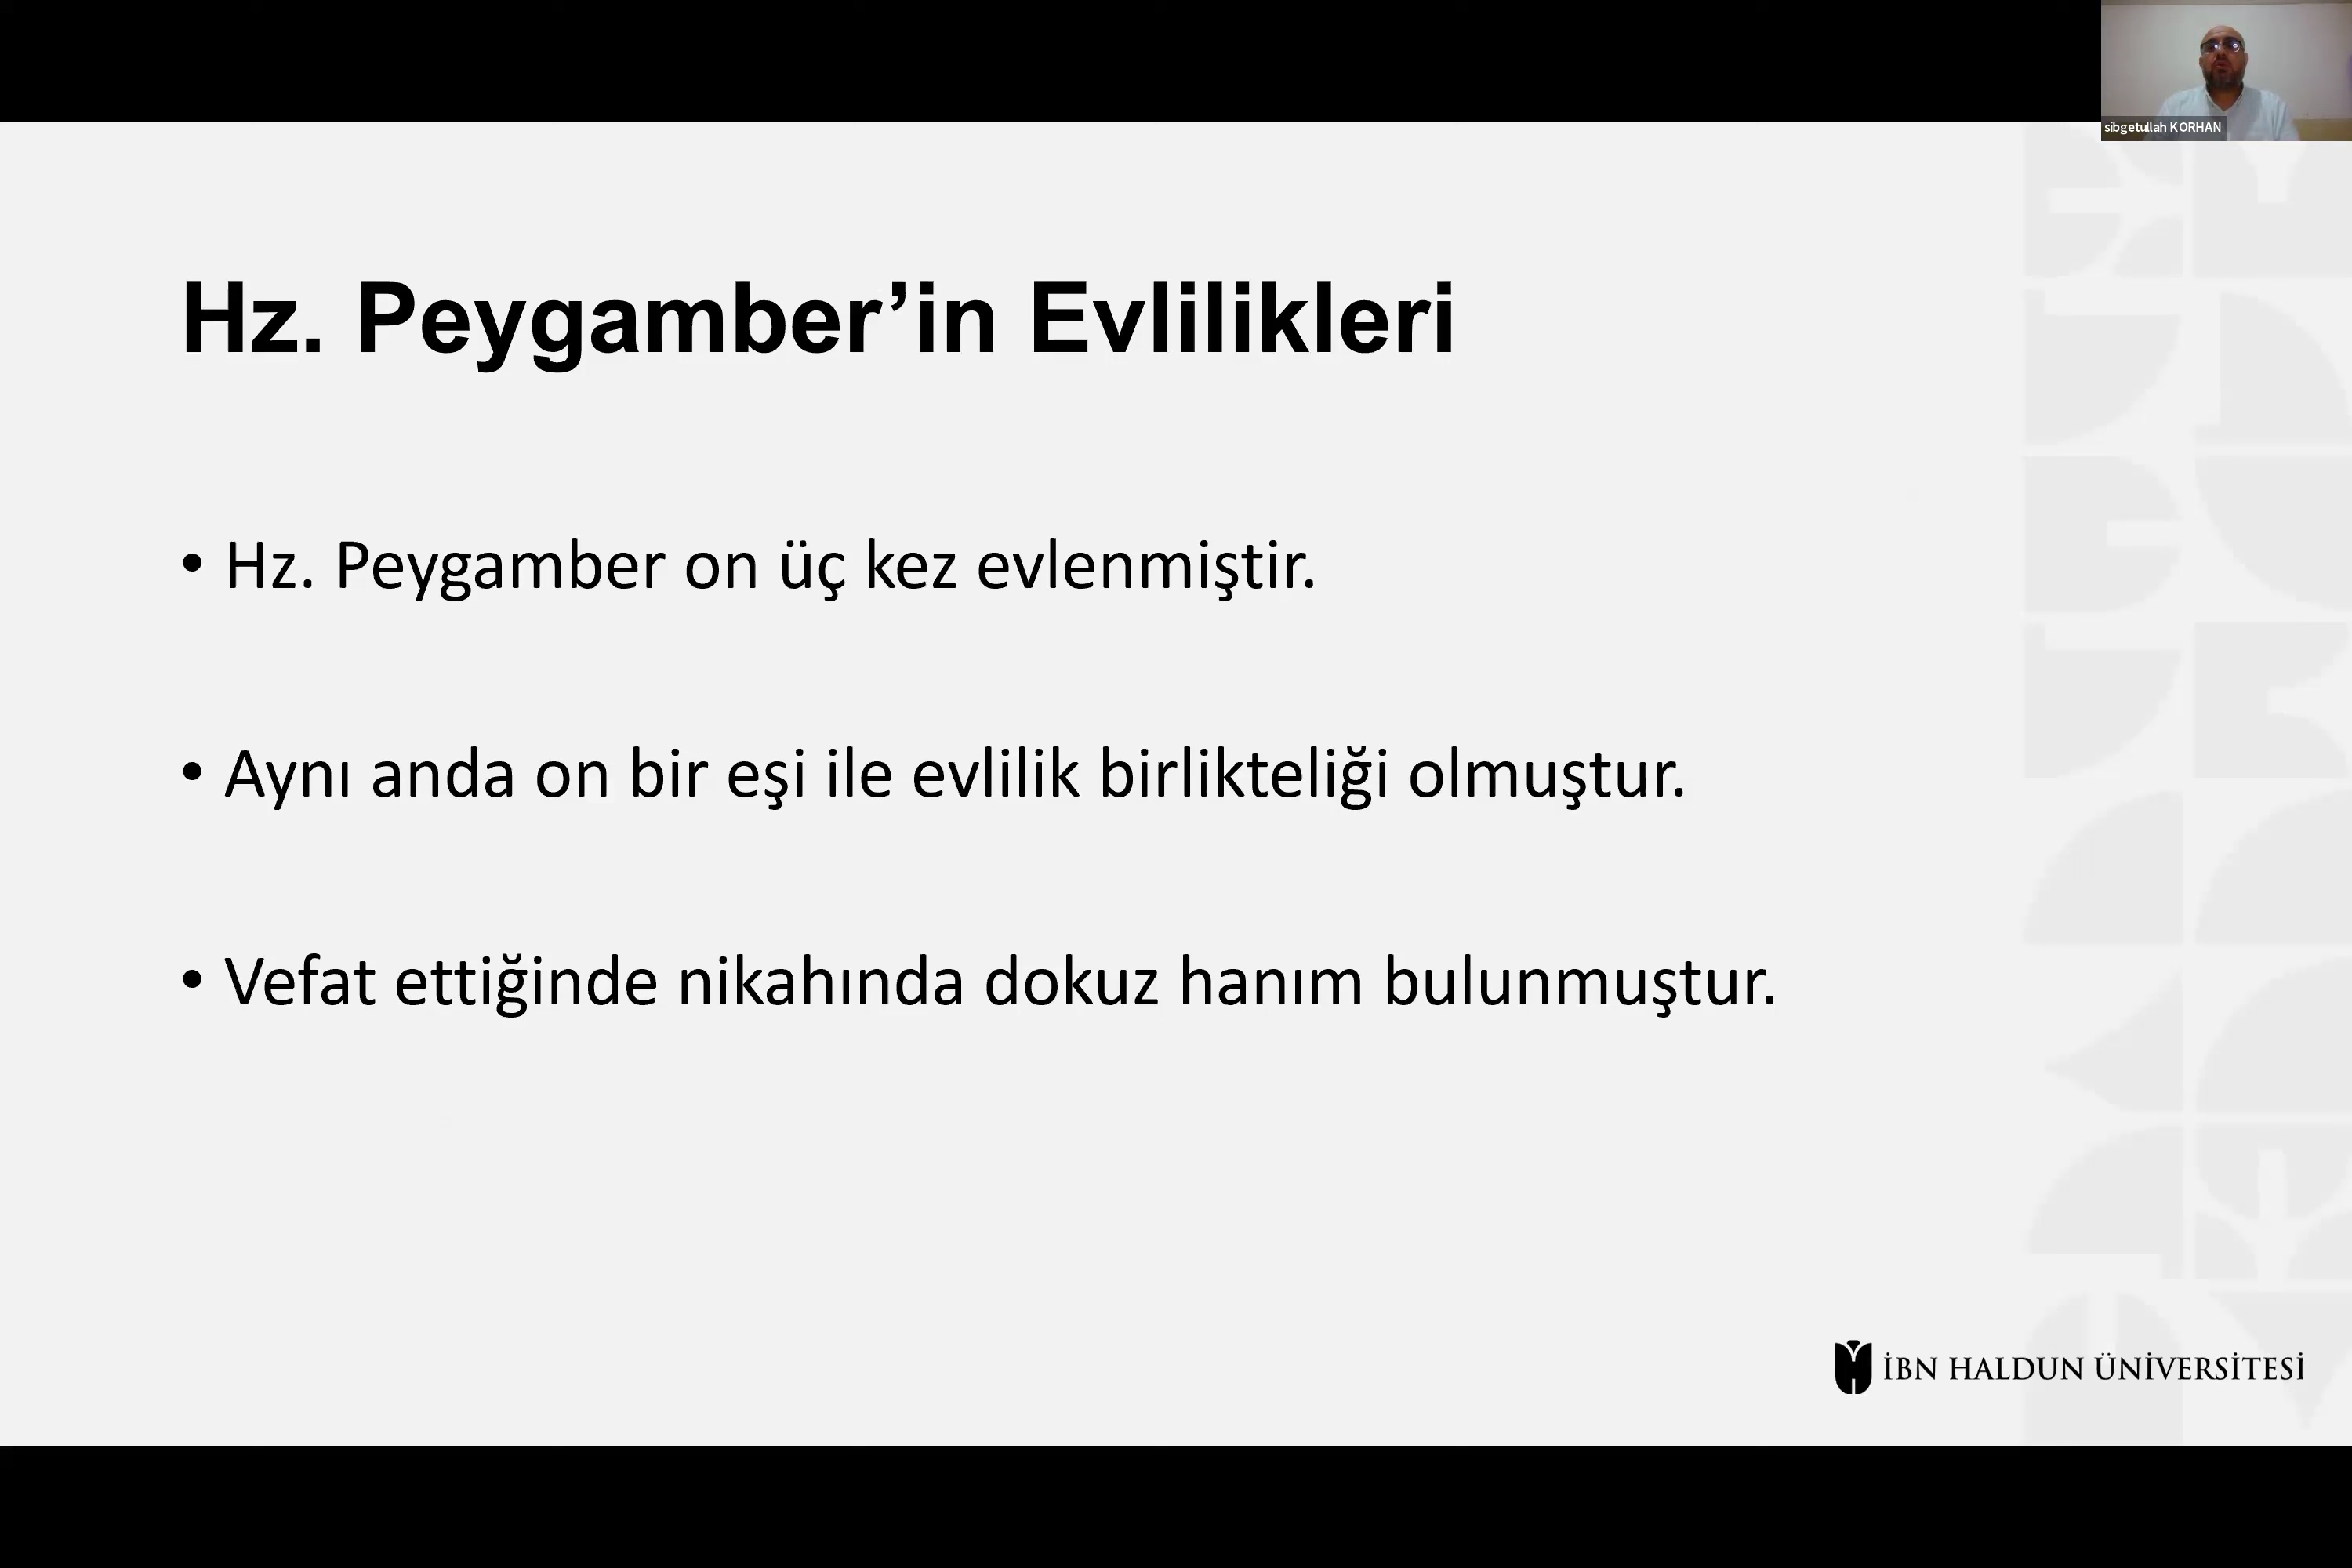 sibgetullah KORHAN
Hz. Peygamber’in Evlilikleri
• Hz. Peygamber on üç kez evlenmiştir.
• Aynı anda on bir eşi ile evlilik birlikteliği olmuştur.
• Vefat ettiğinde nikahında dokuz hanım bulunmuştur.
İBN HALDUN ÜNİVERSİTESİ